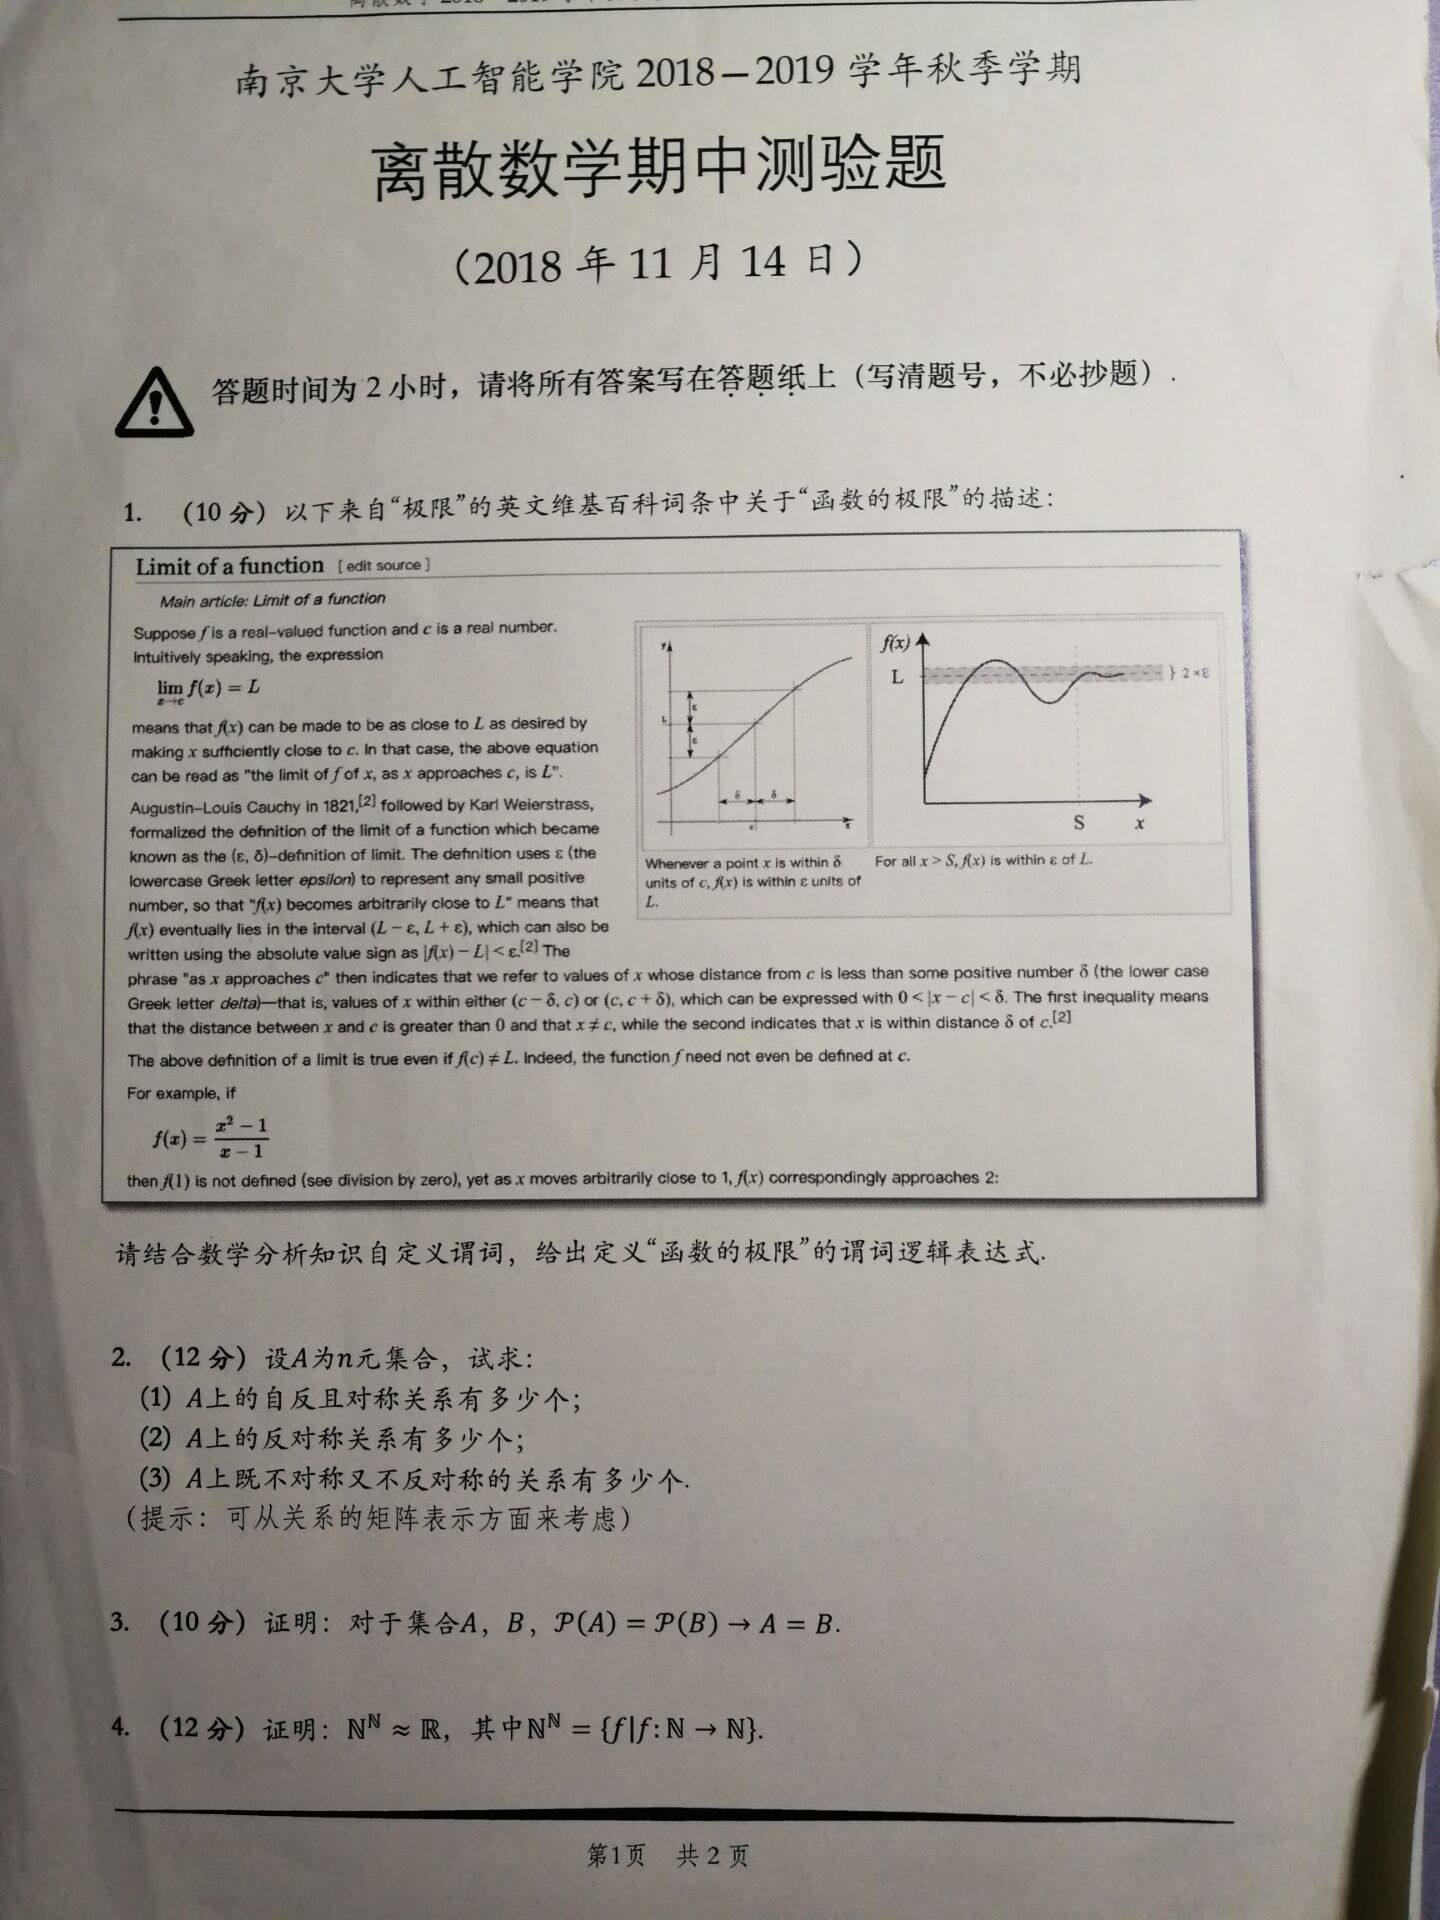 南京大学人工智能学院 2018－2019 学年秋季学期
离散数学期中测验题
（2018 年 11 月 14 日）
答题时间为 2 小时，请将所有答案写在答题纸上（写清题号，不必抄题）.
1. （10 分）以下来自“极限”的英文维基百科词条中关于“函数的极限”的描述：
Limit of a function [ edit source ]
Main article: Limit of a function
Suppose f is a real-valued function and c is a real number.
Intuitively speaking, the expression
lim f(x) = L
x→c
means that f(x) can be made to be as close to L as desired by
making x sufficiently close to c. In that case, the above equation
can be read as "the limit of f of x, as x approaches c, is L".
Augustin-Louis Cauchy in 1821,[2] followed by Karl Weierstrass,
formalized the definition of the limit of a function which became
known as the (ε, δ)-definition of limit. The definition uses ε (the
lowercase Greek letter epsilon) to represent any small positive
number, so that "f(x) becomes arbitrarily close to L" means that
f(x) eventually lies in the interval (L − ε, L + ε), which can also be
written using the absolute value sign as |f(x) − L| < ε.[2] The
phrase "as x approaches c" then indicates that we refer to values of x whose distance from c is less than some positive number δ (the lower case
Greek letter delta)—that is, values of x within either (c − δ, c) or (c, c + δ), which can be expressed with 0 < |x − c| < δ. The first inequality means
that the distance between x and c is greater than 0 and that x ≠ c, while the second indicates that x is within distance δ of c.[2]
y
L
ε
ε
δ δ
c x
Whenever a point x is within δ
units of c, f(x) is within ε units of
L.
f(x)
L
} 2*ε
S x
For all x > S, f(x) is within ε of L.
The above definition of a limit is true even if f(c) ≠ L. Indeed, the function f need not even be defined at c.
For example, if
f(x) = x² − 1 / x − 1
then f(1) is not defined (see division by zero), yet as x moves arbitrarily close to 1, f(x) correspondingly approaches 2:
请结合数学分析知识自定义谓词，给出定义“函数的极限”的谓词逻辑表达式.
2. （12 分）设A为n元集合，试求：
(1) A上的自反且对称关系有多少个；
(2) A上的反对称关系有多少个；
(3) A上既不对称又不反对称的关系有多少个.
（提示：可从关系的矩阵表示方面来考虑）
3. （10 分）证明：对于集合A，B，𝒫(A) = 𝒫(B) → A = B.
4. （12 分）证明：ℕ^ℕ ≈ ℝ，其中ℕ^ℕ = {f|f: ℕ → ℕ}.
第1页 共 2 页